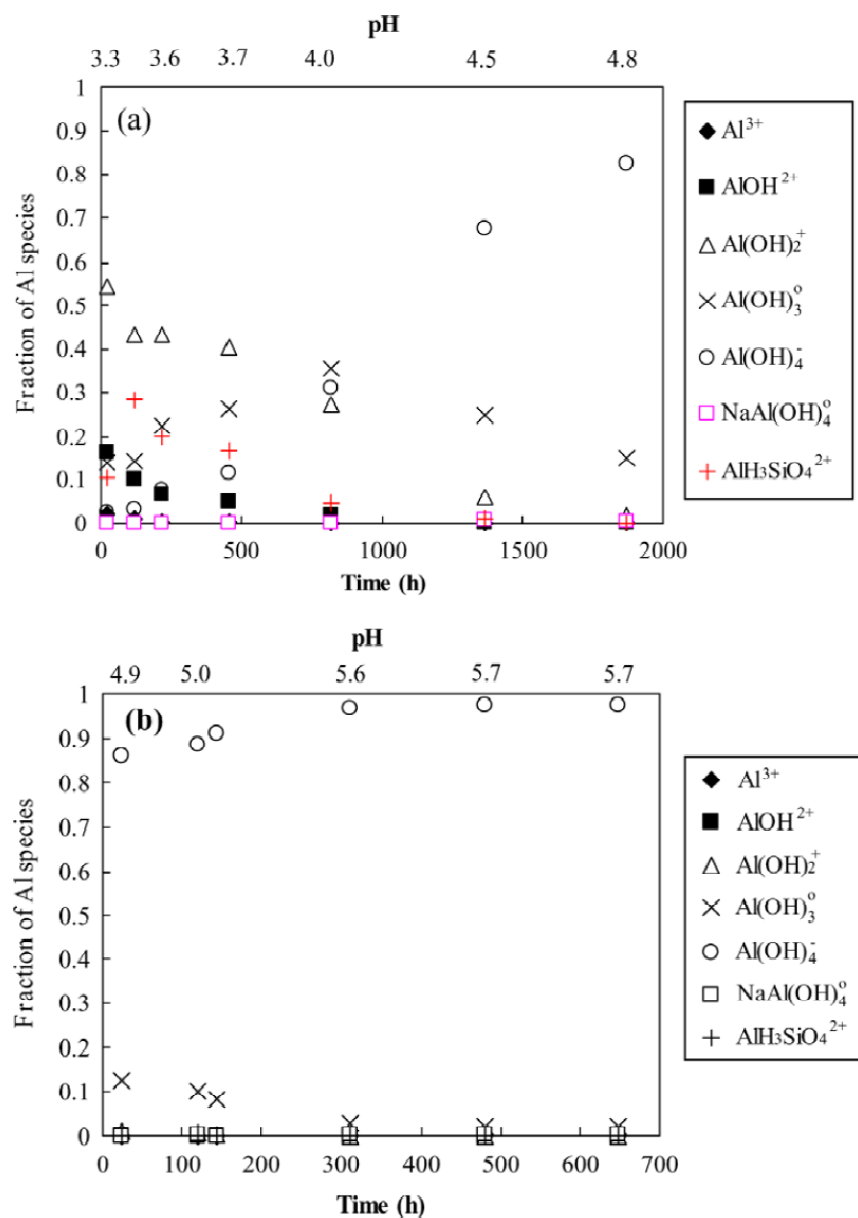 pH
3.3 3.6 3.7 4.0 4.5 4.8
1
0.9
0.8
0.7
0.6
0.5
0.4
0.3
0.2
0.1
0
(a)
Fraction of Al species
0 500 1000 1500 2000
Time (h)
Al³⁺
AlOH²⁺
Al(OH)₂⁺
Al(OH)₃⁰
Al(OH)₄⁻
NaAl(OH)₄⁰
AlH₃SiO₄²⁺
pH
4.9 5.0 5.6 5.7 5.7
1
0.9
0.8
0.7
0.6
0.5
0.4
0.3
0.2
0.1
0
(b)
Fraction of Al species
0 100 200 300 400 500 600 700
Time (h)
Al³⁺
AlOH²⁺
Al(OH)₂⁺
Al(OH)₃⁰
Al(OH)₄⁻
NaAl(OH)₄⁰
AlH₃SiO₄²⁺